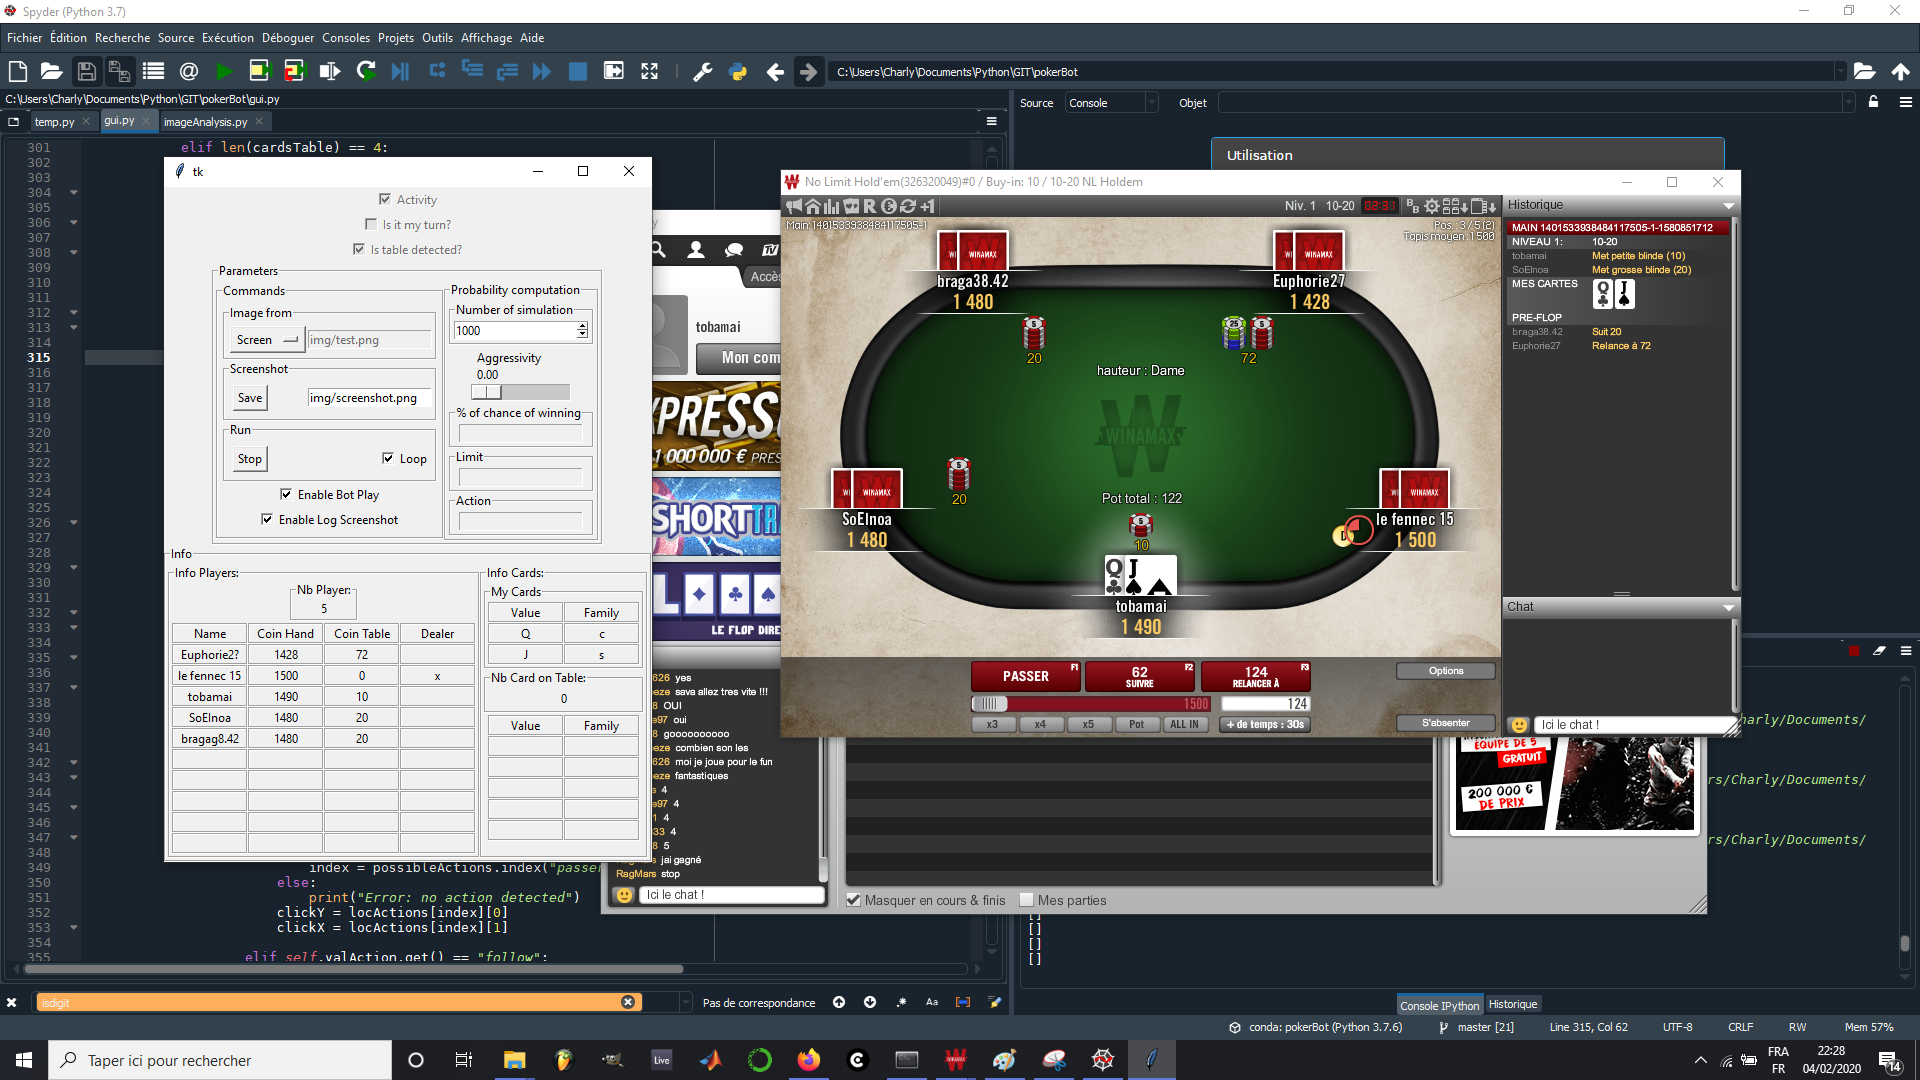 Spyder (Python 3.7)
Fichier Édition Recherche Source Exécution Déboguer Consoles Projets Outils Affichage Aide
C:\Users\Charly\Documents\Python\GIT\pokerBot
C:\Users\Charly\Documents\Python\GIT\pokerBot\gui.py
temp.py gui.py imageAnalysis.py
Source Console Objet
Utilisation
301 elif len(cardsTable) == 4:
302
303
304
305
306
307
308
309
310
311
312
313
314
315
316
317
318
319
320
321
322
323
324
325
326
327
328
329
330
331
332
333
334
335
336
337
338
339
340
341
342
343
344
345
346
347
348
349 index = possibleActions.index("passe
350 else:
351 print("Error: no action detected")
352 clickY = locActions[index][0]
353 clickX = locActions[index][1]
354
355 elif self.valAction.get() == "follow":
tk
Activity
Is it my turn?
Is table detected?
Parameters
Commands
Image from
Screen img/test.png
Screenshot
Save img/screenshot.png
Run
Stop Loop
Enable Bot Play
Enable Log Screenshot
Probability computation
Number of simulation
1000
Aggressivity
0.00
% of chance of winning
Limit
Action
Info
Info Players:
Nb Player:
5
Name Coin Hand Coin Table Dealer
Euphorie2? 1428 72
le fennec 15 1500 0 x
tobamai 1490 10
SoElnoa 1480 20
bragag8.42 1480 20
Info Cards:
My Cards
Value Family
Q c
J s
Nb Card on Table:
0
Value Family
Accès
tobamai
Mon com
XPRESS
1 000 000 € PRES
SHORT TRA
LE FLOP DIRE
626 yes
eze sava allez tres vite !!!
8 OUI
e97 oui
8 goooooooooo
eze combien son les
626 moi je joue pour le fun
eze fantastiques
s 4
e97 4
1 4
33 4
8 5
jai gagné
RagMars stop
Ici le chat !
Masquer en cours & finis Mes parties
No Limit Hold'em(326320049)#0 / Buy-in: 10 / 10-20 NL Holdem
R +1 Niv. 1 10-20
Main:1401533938484117505-1
Pos.: 3 / 5 (2)
Tapis moyen: 1500
braga38.42
1 480
Euphorie27
1 428
20
72
hauteur : Dame
WINAMAX
SoElnoa
1 480
20
Pot total : 122
10
le fennec 15
1 500
Q J
tobamai
1 490
PASSER F1
62 SUIVRE F2
124 RELANCER À F3
1500 124
x3 x4 x5 Pot ALL IN + de temps : 30s
Options
S'absenter
Historique
MAIN 1401533938484117505-1-1580851712
NIVEAU 1: 10-20
tobamai Met petite blinde (10)
SoElnoa Met grosse blinde (20)
MES CARTES Q J
PRE-FLOP
braga38.42 Suit 20
Euphorie27 Relance à 72
Chat
Ici le chat !
ÉQUIPE DE 5
GRATUIT
200 000 €
DE PRIX
harly/Documents/
rs/Charly/Documents/
rs/Charly/Documents/
[]
[]
[]
[]
isdigit Pas de correspondance Aa
Console IPython Historique
conda: pokerBot (Python 3.7.6) master [21] Line 315, Col 62 UTF-8 CRLF RW Mem 57%
Taper ici pour rechercher
Live
FRA
FR
22:28
04/02/2020
14